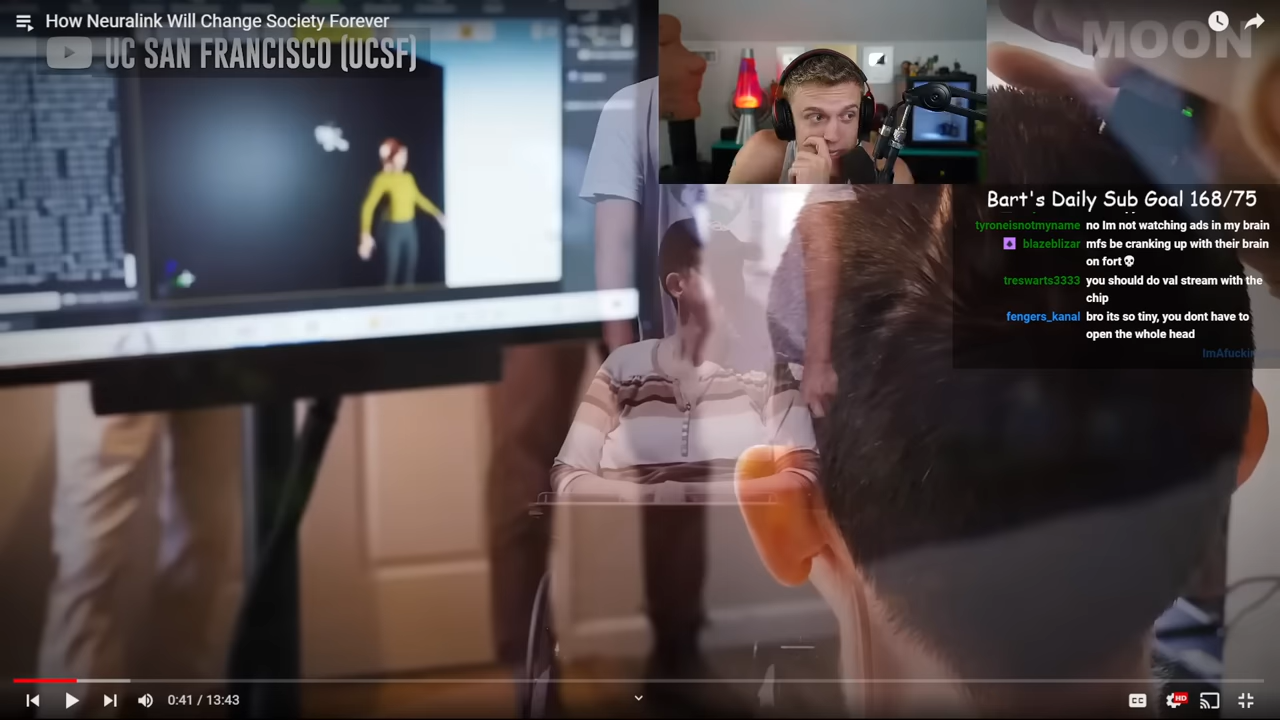 How Neuralink Will Change Society Forever
UC SAN FRANCISCO (UCSF)
MOON
Bart's Daily Sub Goal 168/75
tyroneisnotmyname no Im not watching ads in my brain
blazeblizar mfs be cranking up with their brain
on fort💀
treswarts3333 you should do val stream with the
chip
fengers_kanal bro its so tiny, you dont have to
open the whole head
0:41 / 13:43
CC
HD